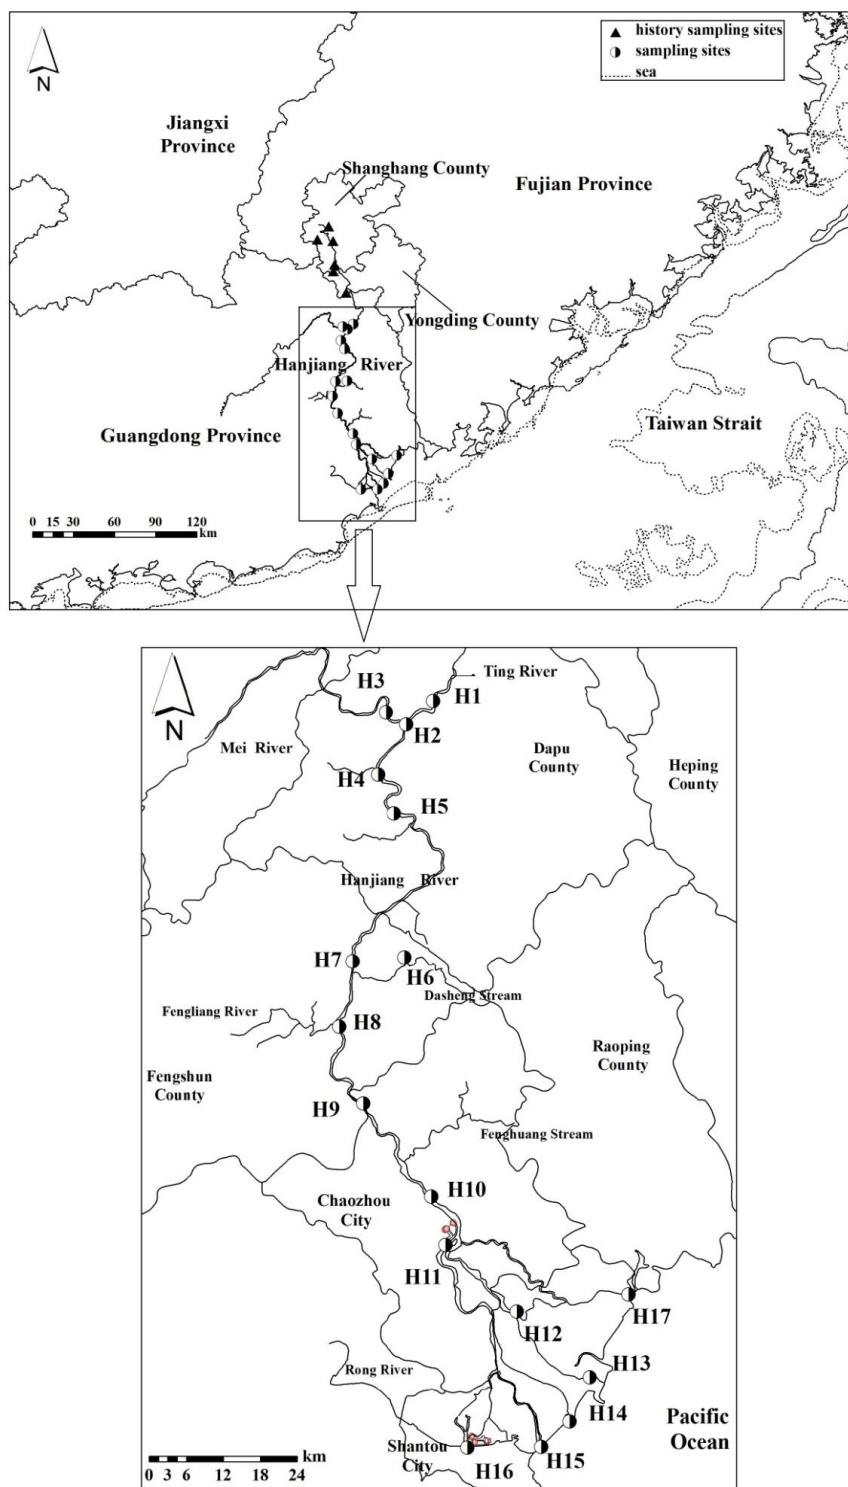 history sampling sites
sampling sites
sea
N
Jiangxi
Province
Shanghang County
Fujian Province
Yongding County
Hanjiang River
Guangdong Province
Taiwan Strait
2
0 15 30 60 90 120
km
N
H3
H1
Ting River
H2
Mei River
Dapu
County
Heping
County
H4
H5
Hanjiang River
H7
H6
Dasheng Stream
Fengliang River
H8
Raoping
County
Fengshun
County
H9
Fenghuang Stream
H10
Chaozhou
City
H11
H17
H12
H13
Rong River
H14
Pacific
Ocean
Shantou
City
H15
H16
km
0 3 6 12 18 24